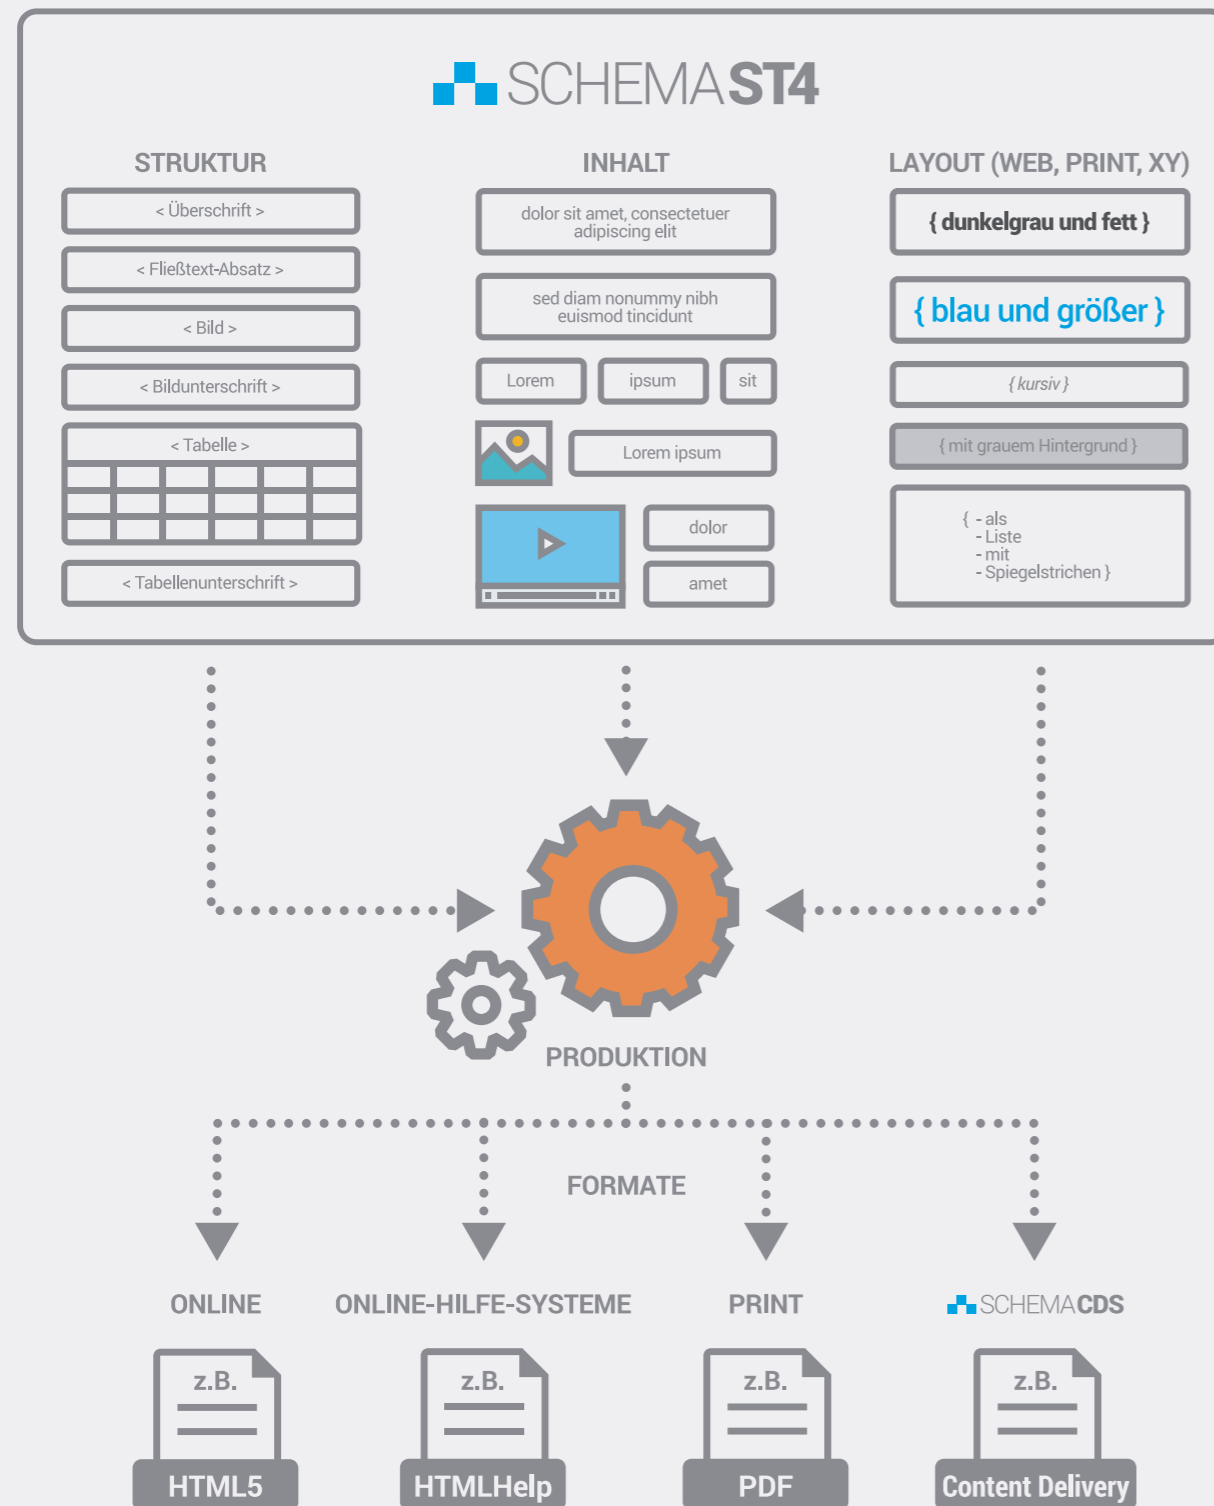 SCHEMA ST4
STRUKTUR
< Überschrift >
< Fließtext-Absatz >
< Bild >
< Bildunterschrift >
< Tabelle >
< Tabellenunterschrift >
INHALT
dolor sit amet, consectetuer
adipiscing elit
sed diam nonummy nibh
euismod tincidunt
Lorem ipsum sit
Lorem ipsum
dolor
amet
LAYOUT (WEB, PRINT, XY)
{ dunkelgrau und fett }
{ blau und größer }
{ kursiv }
{ mit grauem Hintergrund }
{ - als
- Liste
- mit
- Spiegelstrichen }
PRODUKTION
FORMATE
ONLINE
z.B.
HTML5
ONLINE-HILFE-SYSTEME
z.B.
HTMLHelp
PRINT
z.B.
PDF
SCHEMA CDS
z.B.
Content Delivery